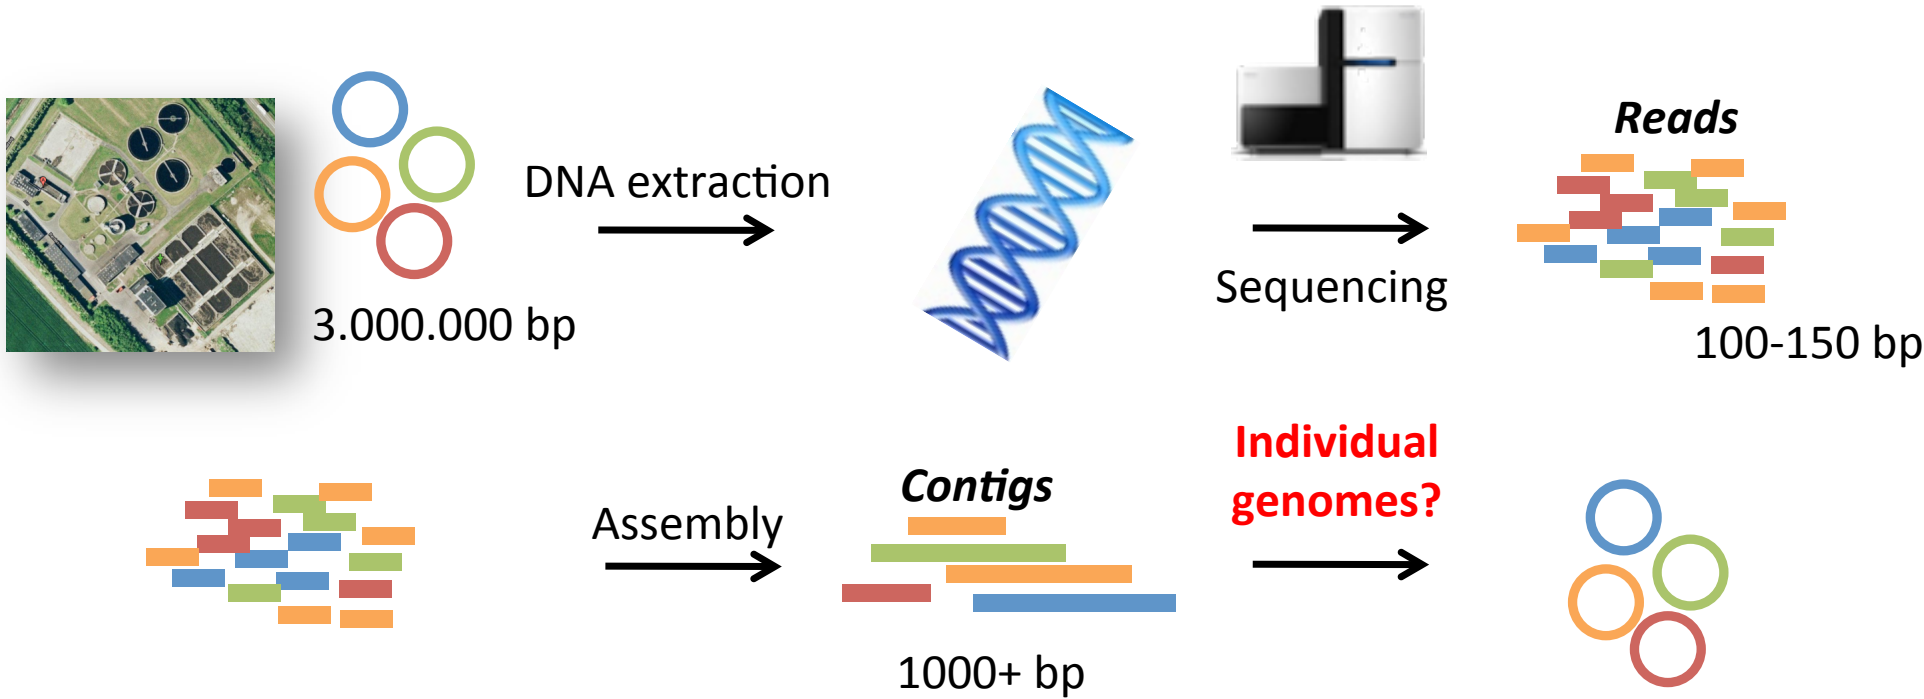 DNA extraction
3.000.000 bp
Sequencing
Reads
100-150 bp
Assembly
Contigs
1000+ bp
Individual
genomes?